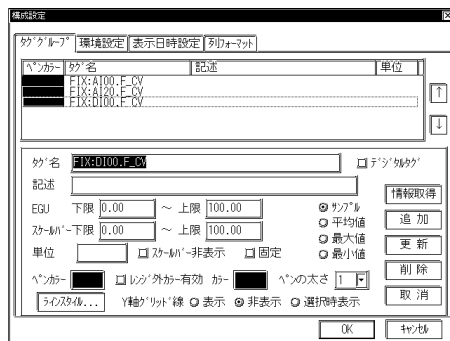 構成設定
ﾀｸﾞｸﾞﾙｰﾌﾟ 環境設定 表示日時設定 列ﾌｫｰﾏｯﾄ
ﾍﾟﾝｶﾗｰ ﾀｸﾞ名 記述 単位
FIX:AI00.F_CV
FIX:AI20.F_CV
FIX:DI00.F_CV
↑
↓
ﾀｸﾞ名 FIX:DI00.F_CV ﾃﾞｼﾞﾀﾙﾀｸﾞ
記述
情報取得
EGU 下限 0.00 ～ 上限 100.00 ｻﾝﾌﾟﾙ
追加
ｽｹｰﾙﾊﾞｰ下限 0.00 ～ 上限 100.00 平均値
最大値
更新
単位 ｽｹｰﾙﾊﾞｰ非表示 固定 最小値
削除
ﾍﾟﾝｶﾗｰ ﾚﾝｼﾞ外ｶﾗｰ有効 ｶﾗｰ ﾍﾟﾝの太さ 1
取消
ﾗｲﾝｽﾀｲﾙ... Y軸ｸﾞﾘｯﾄﾞ線 表示 非表示 選択時表示
OK ｷｬﾝｾﾙ